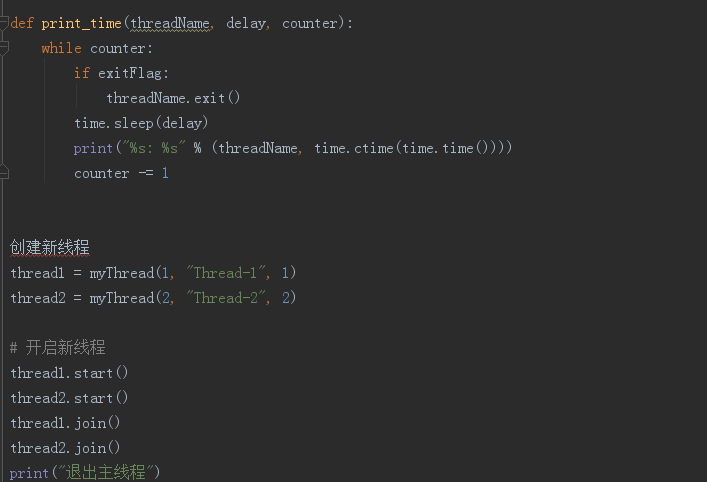 def print_time(threadName, delay, counter):
    while counter:
        if exitFlag:
            threadName.exit()
        time.sleep(delay)
        print("%s: %s" % (threadName, time.ctime(time.time())))
        counter -= 1
创建新线程
thread1 = myThread(1, "Thread-1", 1)
thread2 = myThread(2, "Thread-2", 2)
# 开启新线程
thread1.start()
thread2.start()
thread1.join()
thread2.join()
print("退出主线程")